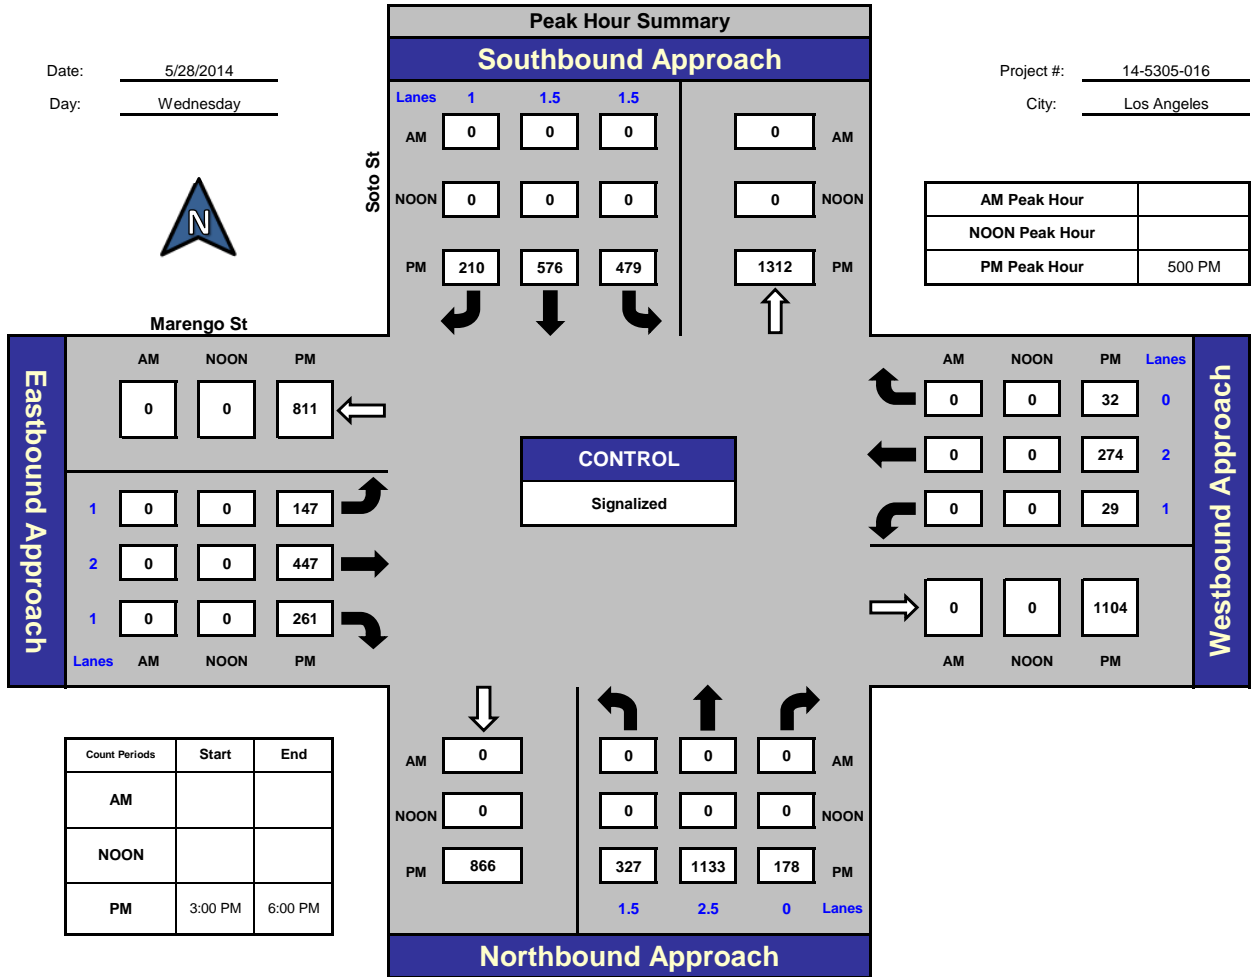 Peak Hour Summary
Southbound Approach
Date: 5/28/2014
Day: Wednesday
Project #: 14-5305-016
City: Los Angeles
Lanes 1 1.5 1.5
AM 0 0 0 0 AM
Soto St
NOON 0 0 0 0 NOON
PM 210 576 479 1312 PM
N
AM Peak Hour
NOON Peak Hour
PM Peak Hour 500 PM
Marengo St
Eastbound Approach
AM NOON PM
0 0 811
1 0 0 147
2 0 0 447
1 0 0 261
Lanes AM NOON PM
CONTROL
Signalized
AM NOON PM Lanes
0 0 32 0
0 0 274 2
0 0 29 1
0 0 1104
AM NOON PM
Westbound Approach
Count Periods Start End
AM
NOON
PM 3:00 PM 6:00 PM
AM 0 0 0 0 AM
NOON 0 0 0 0 NOON
PM 866 327 1133 178 PM
1.5 2.5 0 Lanes
Northbound Approach